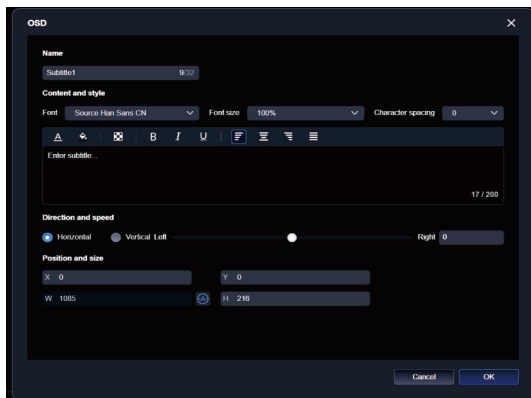 OSD
Name
Subtitle1 9/32
Content and style
Font Source Han Sans CN Font size 100% Character spacing 0
A B I U
Enter subtitle...
17 / 200
Direction and speed
Horizontal Vertical Left Right 0
Position and size
X 0 Y 0
W 1085 A H 216
Cancel OK